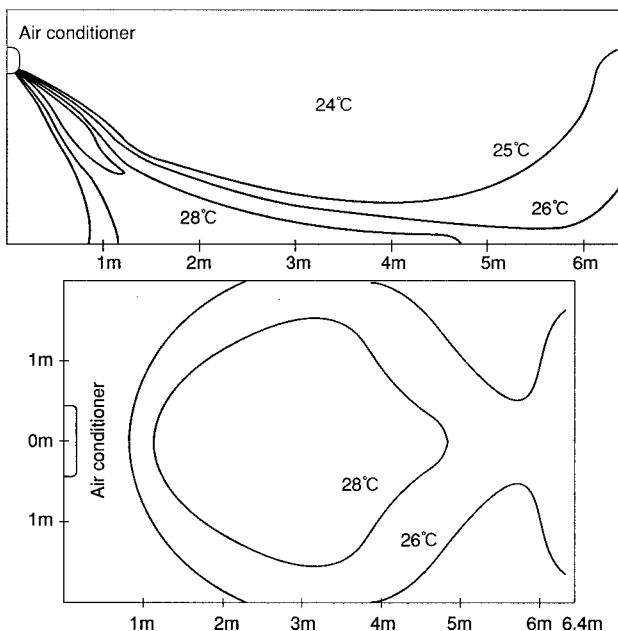 Air conditioner
24℃
25℃
26℃
28℃
1m 2m 3m 4m 5m 6m
1m
0m
1m
Air conditioner
28℃
26℃
1m 2m 3m 4m 5m 6m 6.4m